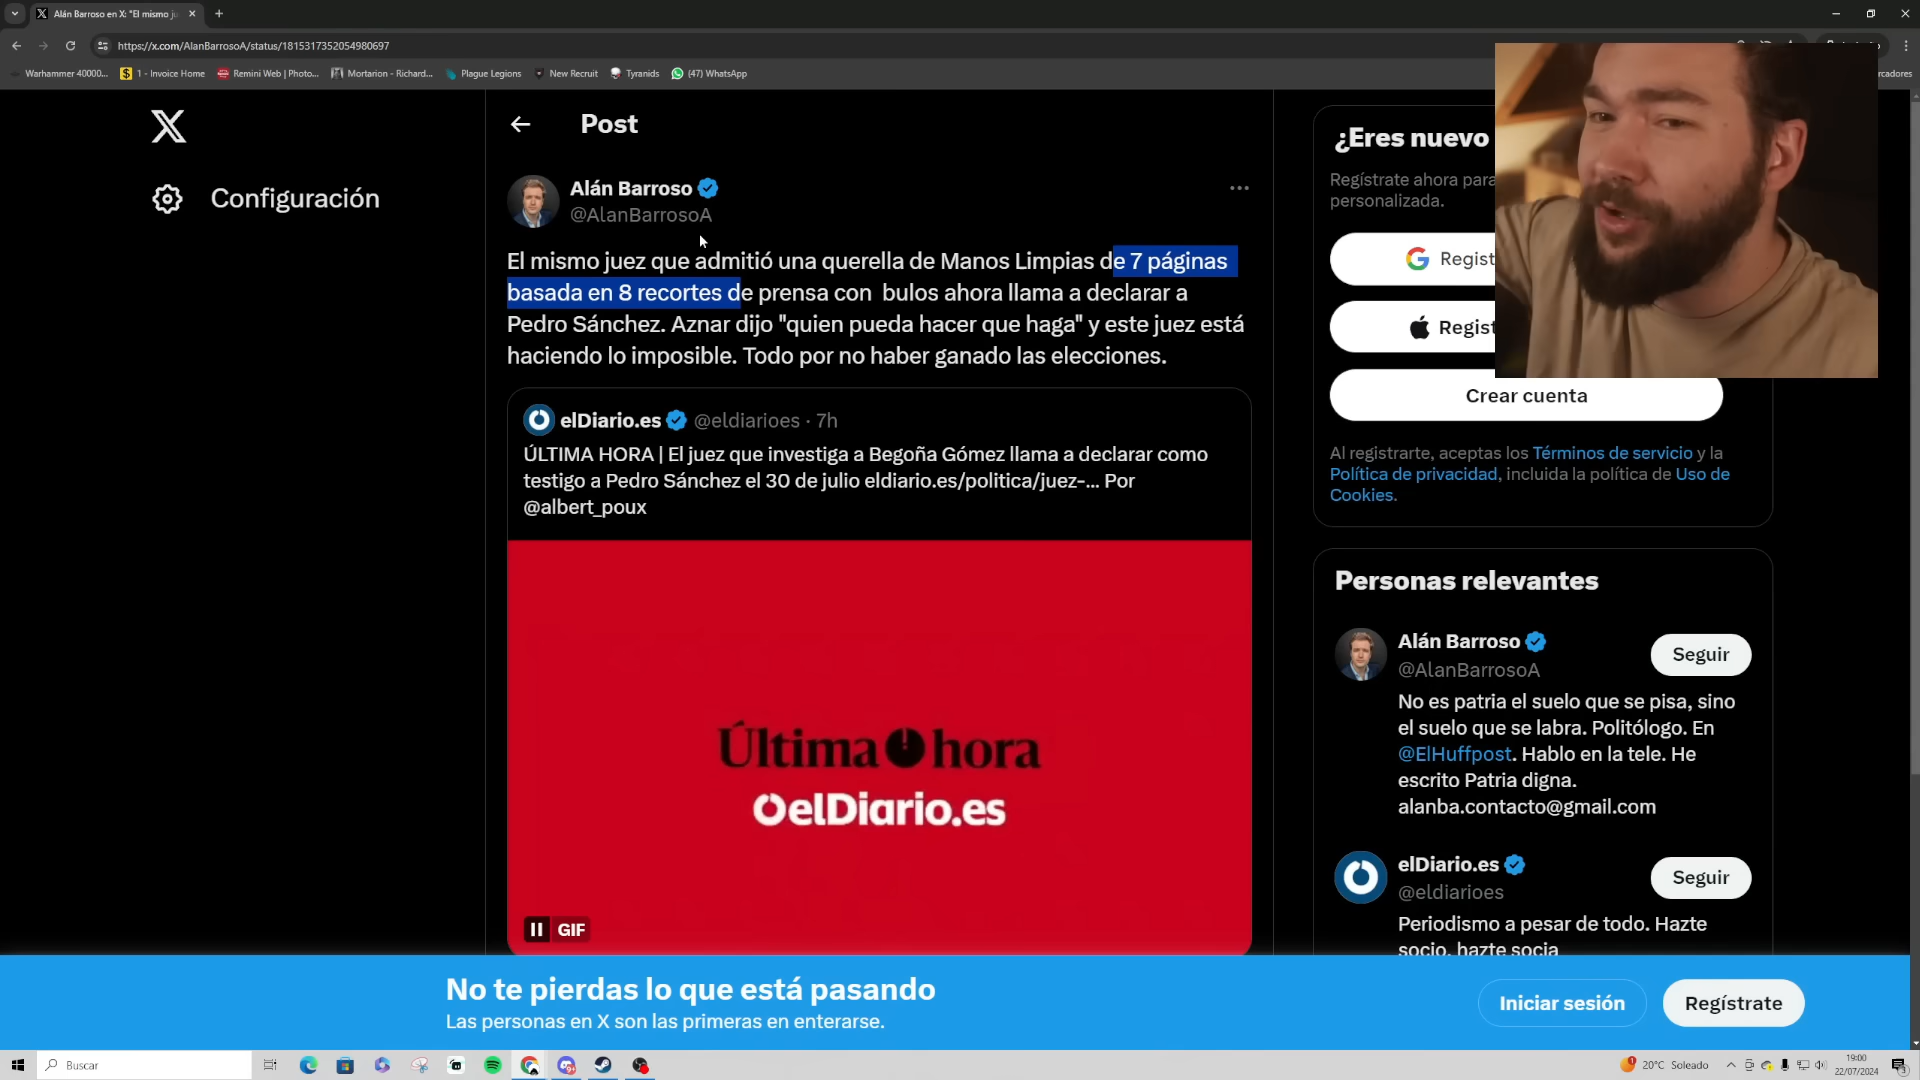 Alán Barroso en X: "El mismo ju
https://x.com/AlanBarrosoA/status/1815317352054980697
Warhammer 40000...
1 - Invoice Home
Remini Web | Photo...
Mortarion - Richard...
Plague Legions
New Recruit
Tyranids
(47) WhatsApp
rcadores
Configuración
Post
Alán Barroso
@AlanBarrosoA
El mismo juez que admitió una querella de Manos Limpias de 7 páginas
basada en 8 recortes de prensa con bulos ahora llama a declarar a
Pedro Sánchez. Aznar dijo "quien pueda hacer que haga" y este juez está
haciendo lo imposible. Todo por no haber ganado las elecciones.
elDiario.es @eldiarioes · 7h
ÚLTIMA HORA | El juez que investiga a Begoña Gómez llama a declarar como
testigo a Pedro Sánchez el 30 de julio eldiario.es/politica/juez-... Por
@albert_poux
Última hora
elDiario.es
GIF
¿Eres nuevo
Regístrate ahora para
personalizada.
Regist
Regist
Crear cuenta
Al registrarte, aceptas los Términos de servicio y la
Política de privacidad, incluida la política de Uso de
Cookies.
Personas relevantes
Alán Barroso
@AlanBarrosoA
Seguir
No es patria el suelo que se pisa, sino
el suelo que se labra. Politólogo. En
@ElHuffpost. Hablo en la tele. He
escrito Patria digna.
alanba.contacto@gmail.com
elDiario.es
@eldiarioes
Seguir
Periodismo a pesar de todo. Hazte
socio, hazte socia
No te pierdas lo que está pasando
Las personas en X son las primeras en enterarse.
Iniciar sesión
Regístrate
Buscar
20°C Soleado
19:00
22/07/2024